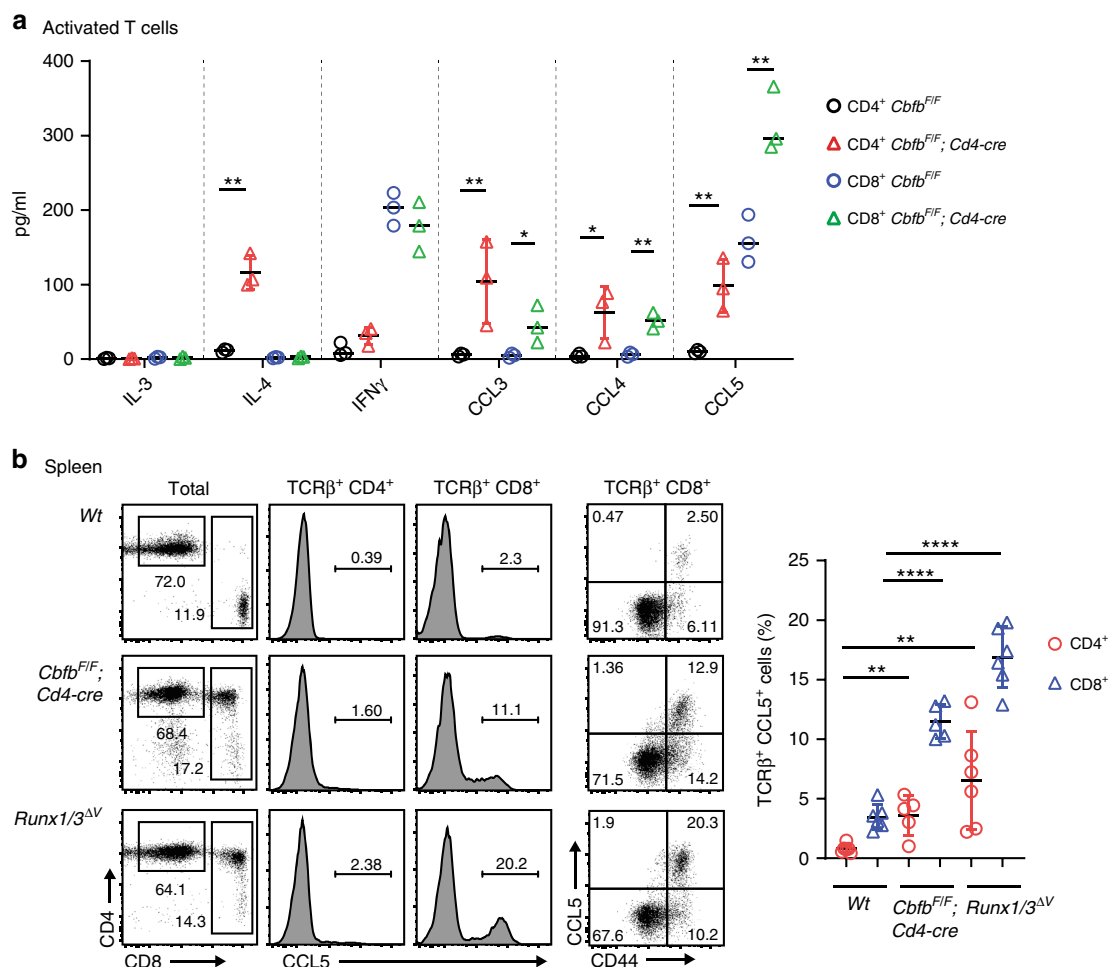 a Activated T cells
400
300
200
100
0
pg/ml
** ** * * ** ** **
IL-3 IL-4 IFNγ CCL3 CCL4 CCL5
CD4+ CbfbF/F
CD4+ CbfbF/F; Cd4-cre
CD8+ CbfbF/F
CD8+ CbfbF/F; Cd4-cre
b Spleen
Total TCRβ+ CD4+ TCRβ+ CD8+ TCRβ+ CD8+
Wt
72.0
11.9
0.39
2.3
0.47 2.50
91.3 6.11
CbfbF/F;
Cd4-cre
68.4
17.2
1.60
11.1
1.36 12.9
71.5 14.2
Runx1/3ΔV
64.1
14.3
2.38
20.2
1.9 20.3
67.6 10.2
CD4
CD8
CCL5
CCL5
CD44
TCRβ+ CCL5+ cells (%)
25
20
15
10
5
0
****
****
**
**
CD4+
CD8+
Wt CbfbF/F; Runx1/3ΔV
Cd4-cre